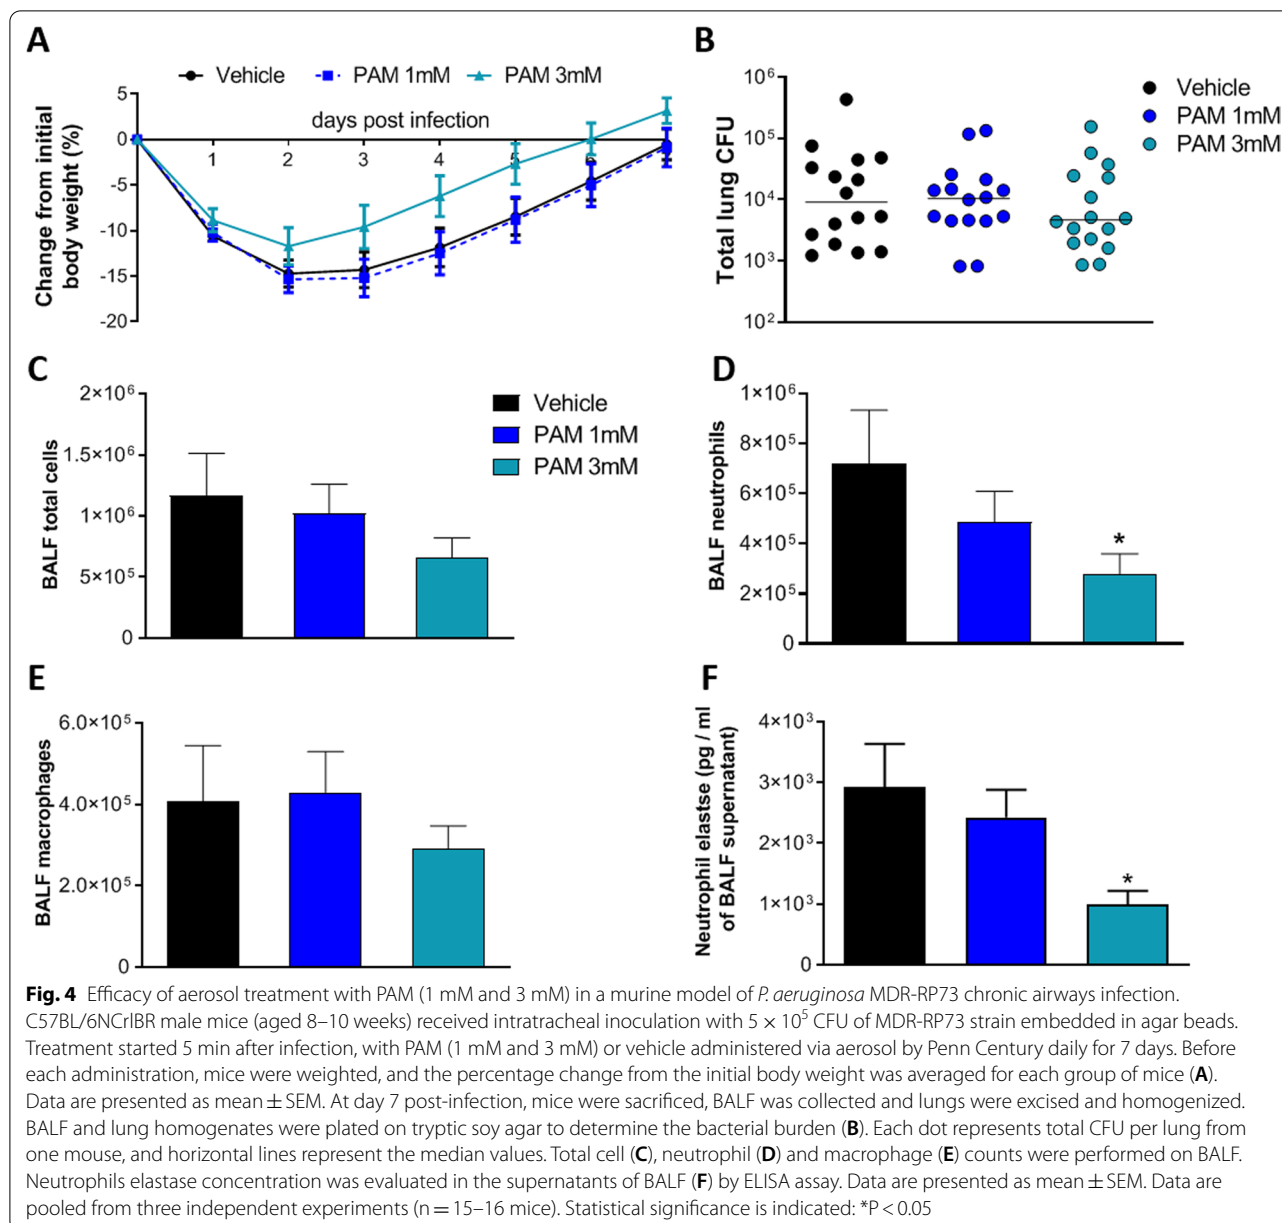 A
Vehicle
PAM 1mM
PAM 3mM
Change from initial
body weight (%)
5
0
-5
-10
-15
-20
days post infection
1
2
3
4
5
B
Total lung CFU
10⁶
10⁵
10⁴
10³
10²
Vehicle
PAM 1mM
PAM 3mM
C
BALF total cells
2×10⁶
1.5×10⁶
1×10⁶
5×10⁵
0
Vehicle
PAM 1mM
PAM 3mM
D
BALF neutrophils
1×10⁶
8×10⁵
6×10⁵
4×10⁵
2×10⁵
0
*
E
BALF macrophages
6.0×10⁵
4.0×10⁵
2.0×10⁵
0
F
Neutrophil elastse (pg / ml
of BALF supernatant)
4×10³
3×10³
2×10³
1×10³
0
*
Fig. 4 Efficacy of aerosol treatment with PAM (1 mM and 3 mM) in a murine model of P. aeruginosa MDR-RP73 chronic airways infection.
C57BL/6NCrlBR male mice (aged 8–10 weeks) received intratracheal inoculation with 5 × 10⁵ CFU of MDR-RP73 strain embedded in agar beads.
Treatment started 5 min after infection, with PAM (1 mM and 3 mM) or vehicle administered via aerosol by Penn Century daily for 7 days. Before
each administration, mice were weighted, and the percentage change from the initial body weight was averaged for each group of mice (A).
Data are presented as mean ± SEM. At day 7 post-infection, mice were sacrificed, BALF was collected and lungs were excised and homogenized.
BALF and lung homogenates were plated on tryptic soy agar to determine the bacterial burden (B). Each dot represents total CFU per lung from
one mouse, and horizontal lines represent the median values. Total cell (C), neutrophil (D) and macrophage (E) counts were performed on BALF.
Neutrophils elastase concentration was evaluated in the supernatants of BALF (F) by ELISA assay. Data are presented as mean ± SEM. Data are
pooled from three independent experiments (n = 15–16 mice). Statistical significance is indicated: *P < 0.05